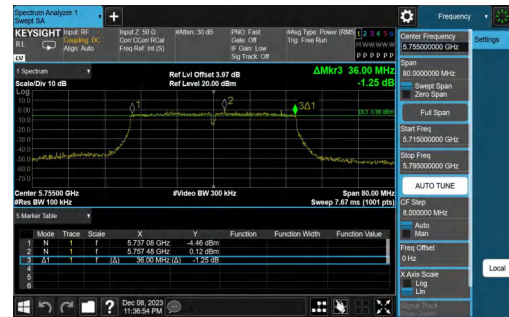 Spectrum Analyzer 1
Swept SA
+
Frequency
KEYSIGHT Input: RF Input Z: 50 Ω #Atten: 30 dB PNO: Fast #Avg Type: Power (RMS 1 2 3 4 5 6
RL Coupling: DC Corr CCorr RCal Gate: Off Trig: Free Run M W W W W W
Align: Auto Freq Ref: Int (S) IF Gain: Low P P P P P P
Sig Track: Off
1 Spectrum Ref Lvl Offset 3.97 dB ΔMkr3 36.00 MHz
Scale/Div 10 dB Ref Level 20.00 dBm -1.25 dB
Log
10.0
0.00
-10.0
-20.0
-30.0
-40.0
-50.0
-60.0
-70.0
1
2
3Δ1
Center 5.75500 GHz #Video BW 300 kHz Span 80.00 MHz
#Res BW 100 kHz Sweep 7.67 ms (1001 pts)
5 Marker Table
Mode Trace Scale X Y Function Function Width Function Value
1 N 1 f 5.737 08 GHz -4.46 dBm
2 N 1 f 5.757 48 GHz 0.12 dBm
3 Δ1 1 f (Δ) 36.00 MHz (Δ) -1.25 dB
4
5
6
Dec 08, 2023
11:36:54 PM
Center Frequency
5.755000000 GHz
Settings
Span
80.0000000 MHz
Swept Span
Zero Span
Full Span
Start Freq
5.715000000 GHz
Stop Freq
5.795000000 GHz
AUTO TUNE
CF Step
8.000000 MHz
Auto
Man
Freq Offset
0 Hz
X Axis Scale
Log
Lin
Signal Track
Local